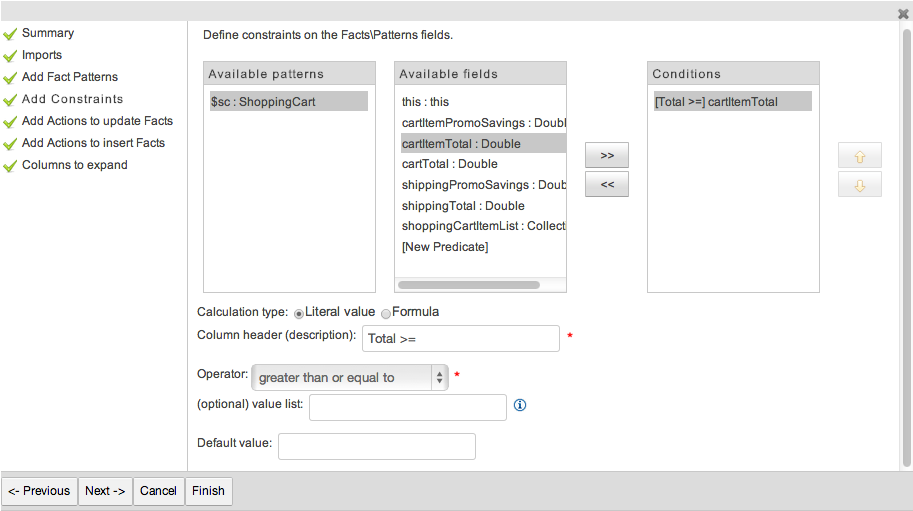 Summary
Imports
Add Fact Patterns
Add Constraints
Add Actions to update Facts
Add Actions to insert Facts
Columns to expand
Define constraints on the Facts\Patterns fields.
Available patterns
$sc : ShoppingCart
Available fields
this : this
cartItemPromoSavings : Doubl
cartItemTotal : Double
cartTotal : Double
shippingPromoSavings : Doub
shippingTotal : Double
shoppingCartItemList : Collect
[New Predicate]
>>
<<
Conditions
[Total >=] cartItemTotal
Calculation type: Literal value Formula
Column header (description): Total >= *
Operator: greater than or equal to *
(optional) value list:
Default value:
<- Previous Next -> Cancel Finish